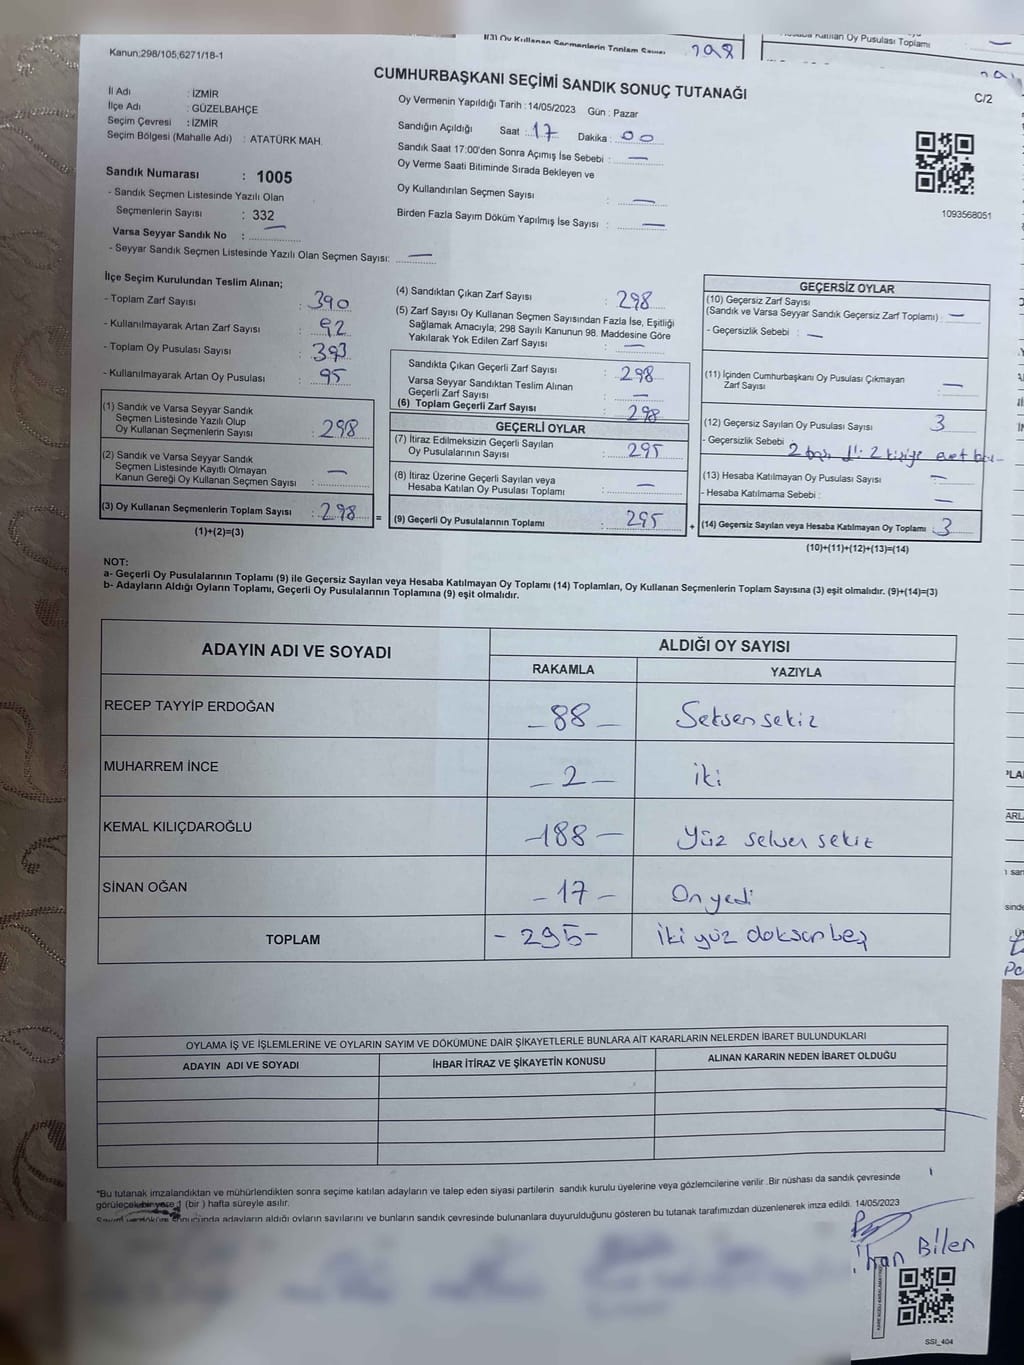 (3) Oy Kullanan Seçmenlerin Toplam Sayısı 298
Katılan Oy Pusulası Toplamı —
Kanun;298/105;6271/18-1
CUMHURBAŞKANI SEÇİMİ SANDIK SONUÇ TUTANAĞI
C/2
İl Adı : İZMİR
İlçe Adı : GÜZELBAHÇE
Seçim Çevresi : İZMİR
Seçim Bölgesi (Mahalle Adı) : ATATÜRK MAH.
Sandık Numarası : 1005
- Sandık Seçmen Listesinde Yazılı Olan
Seçmenlerin Sayısı : 332
Varsa Seyyar Sandık No : —
- Seyyar Sandık Seçmen Listesinde Yazılı Olan Seçmen Sayısı: —
Oy Vermenin Yapıldığı Tarih : 14/05/2023 Gün : Pazar
Sandığın Açıldığı Saat : 17 Dakika : 00
Sandık Saat 17:00'den Sonra Açımış İse Sebebi : —
Oy Verme Saati Bitiminde Sırada Bekleyen ve
Oy Kullandırılan Seçmen Sayısı : —
Birden Fazla Sayım Döküm Yapılmış İse Sayısı : —
1093568051
İlçe Seçim Kurulundan Teslim Alınan;
- Toplam Zarf Sayısı : 390
- Kullanılmayarak Artan Zarf Sayısı : 92
- Toplam Oy Pusulası Sayısı : 393
- Kullanılmayarak Artan Oy Pusulası : 95
(1) Sandık ve Varsa Seyyar Sandık
Seçmen Listesinde Yazılı Olup
Oy Kullanan Seçmenlerin Sayısı : 298
(2) Sandık ve Varsa Seyyar Sandık
Seçmen Listesinde Kayıtlı Olmayan
Kanun Gereği Oy Kullanan Seçmen Sayısı : —
(3) Oy Kullanan Seçmenlerin Toplam Sayısı : 298 =
(1)+(2)=(3)
(4) Sandıktan Çıkan Zarf Sayısı : 298
(5) Zarf Sayısı Oy Kullanan Seçmen Sayısından Fazla İse, Eşitliği
Sağlamak Amacıyla; 298 Sayılı Kanunun 98. Maddesine Göre
Yakılarak Yok Edilen Zarf Sayısı : —
Sandıkta Çıkan Geçerli Zarf Sayısı : 298
Varsa Seyyar Sandıktan Teslim Alınan
Geçerli Zarf Sayısı : —
(6) Toplam Geçerli Zarf Sayısı : 298
GEÇERLİ OYLAR
(7) İtiraz Edilmeksizin Geçerli Sayılan
Oy Pusulalarının Sayısı : 295
(8) İtiraz Üzerine Geçerli Sayılan veya
Hesaba Katılan Oy Pusulası Toplamı : —
(9) Geçerli Oy Pusulalarının Toplamı : 295 +
GEÇERSİZ OYLAR
(10) Geçersiz Zarf Sayısı
(Sandık ve Varsa Seyyar Sandık Geçersiz Zarf Toplamı) : —
- Geçersizlik Sebebi : —
(11) İçinden Cumhurbaşkanı Oy Pusulası Çıkmayan
Zarf Sayısı —
(12) Geçersiz Sayılan Oy Pusulası Sayısı 3
- Geçersizlik Sebebi 2 2 kişiye evet
(13) Hesaba Katılmayan Oy Pusulası Sayısı : —
- Hesaba Katılmama Sebebi : —
(14) Geçersiz Sayılan veya Hesaba Katılmayan Oy Toplamı : 3
(10)+(11)+(12)+(13)=(14)
NOT:
a- Geçerli Oy Pusulalarının Toplamı (9) ile Geçersiz Sayılan veya Hesaba Katılmayan Oy Toplamı (14) Toplamları, Oy Kullanan Seçmenlerin Toplam Sayısına (3) eşit olmalıdır. (9)+(14)=(3)
b- Adayların Aldığı Oyların Toplamı, Geçerli Oy Pusulalarının Toplamına (9) eşit olmalıdır.
ADAYIN ADI VE SOYADI ALDIĞI OY SAYISI
RAKAMLA YAZIYLA
RECEP TAYYİP ERDOĞAN – 88 – Seksen sekiz
MUHARREM İNCE – 2 – iki
KEMAL KILIÇDAROĞLU – 188 – Yüz seksen sekiz
SİNAN OĞAN – 17 – On yedi
TOPLAM – 295 – iki yüz doksan beş
OYLAMA İŞ VE İŞLEMLERİNE VE OYLARIN SAYIM VE DÖKÜMÜNE DAİR ŞİKAYETLERLE BUNLARA AİT KARARLARIN NELERDEN İBARET BULUNDUKLARI
ADAYIN ADI VE SOYADI İHBAR İTİRAZ VE ŞİKAYETİN KONUSU ALINAN KARARIN NEDEN İBARET OLDUĞU
*Bu tutanak imzalandıktan ve mühürlendikten sonra seçime katılan adayların ve talep eden siyasi partilerin sandık kurulu üyelerine veya gözlemcilerine verilir .Bir nüshası da sandık çevresinde
görülecek bir yere 1 (bir ) hafta süreyle asılır.
Sayım ve döküm sonucunda adayların aldığı oyların sayılarını ve bunların sandık çevresinde bulunanlara duyurulduğunu gösteren bu tutanak tarafımızdan düzenlenerek imza edildi. 14/05/2023
Bilen
SSI_404